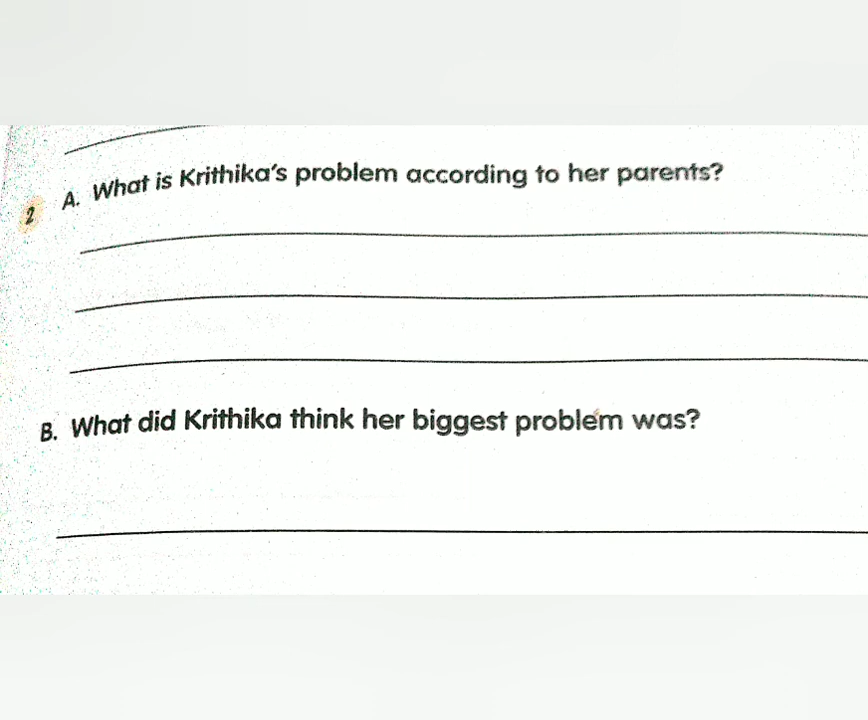 2 A. What is Krithika's problem according to her parents?
B. What did Krithika think her biggest problem was?